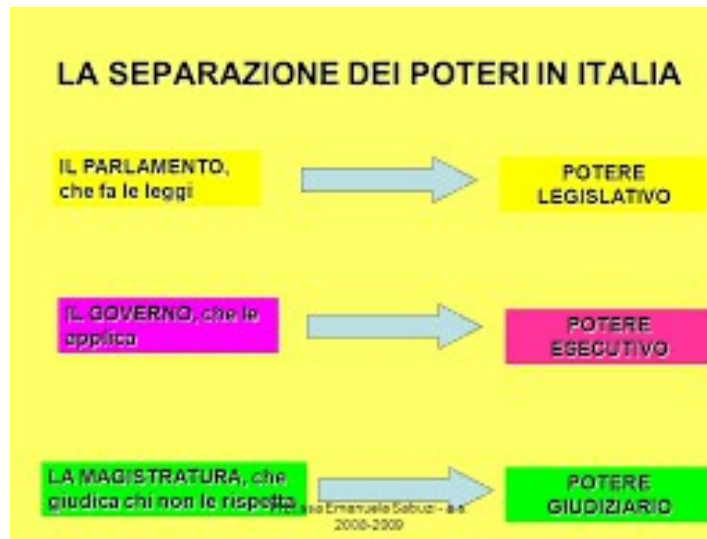 LA SEPARAZIONE DEI POTERI IN ITALIA
IL PARLAMENTO,
che fa le leggi
POTERE
LEGISLATIVO
IL GOVERNO, che le
applica
POTERE
ESECUTIVO
LA MAGISTRATURA, che
giudica chi non le rispetta
POTERE
GIUDIZIARIO
Emanuela Sabuzi - a.s.
2008-2009